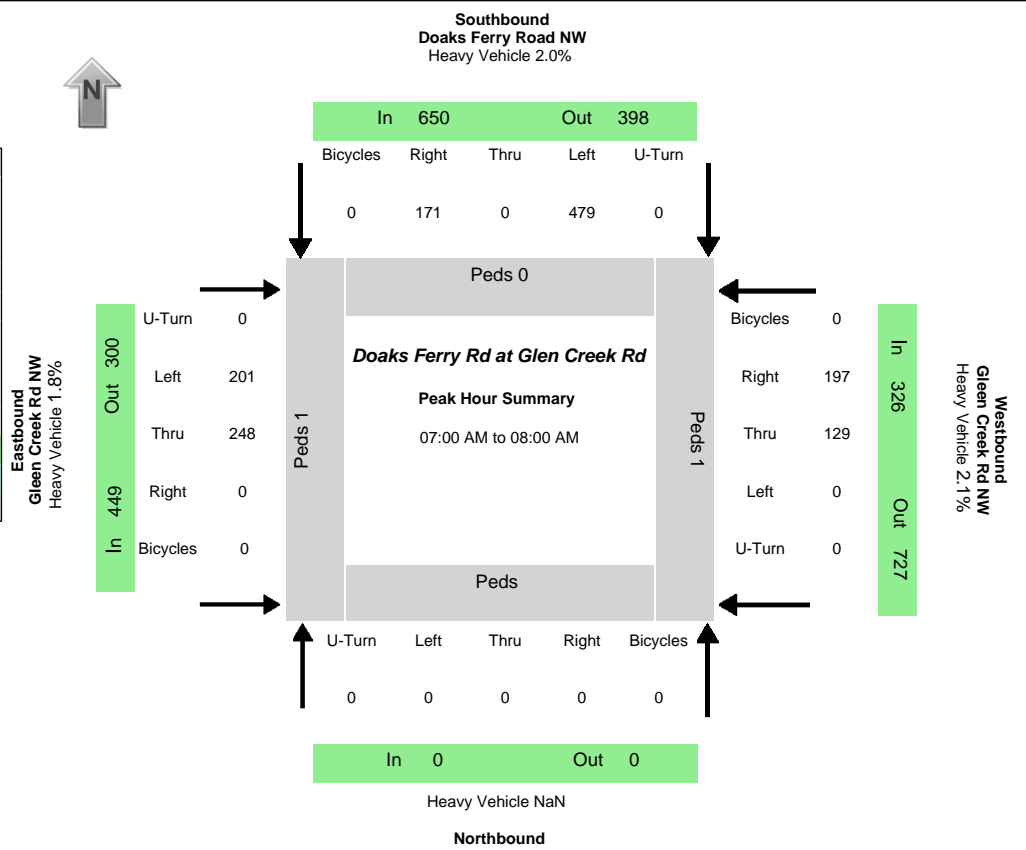 Southbound
Doaks Ferry Road NW
Heavy Vehicle 2.0%
N
In 650 Out 398
Bicycles Right Thru Left U-Turn
0 171 0 479 0
Peds 0
Eastbound
Gleen Creek Rd NW
Heavy Vehicle 1.8%
In 449 Out 300
U-Turn 0
Left 201
Thru 248
Right 0
Bicycles 0
Peds 1
Doaks Ferry Rd at Glen Creek Rd
Peak Hour Summary
07:00 AM to 08:00 AM
Peds 1
Bicycles 0
Right 197
Thru 129
Left 0
U-Turn 0
In 326 Out 727
Westbound
Gleen Creek Rd NW
Heavy Vehicle 2.1%
Peds
U-Turn Left Thru Right Bicycles
0 0 0 0 0
In 0 Out 0
Heavy Vehicle NaN
Northbound